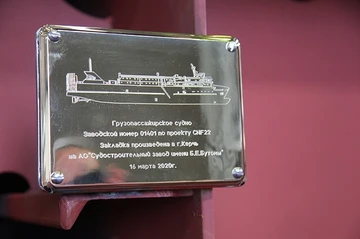 Грузопассажирское судно
Заводской номер 01401 по проекту CNF22
Закладка произведена в г.Керчь
на АО"Судостроительный завод имени Б.Е.Бутомы"
16 марта 2020г.